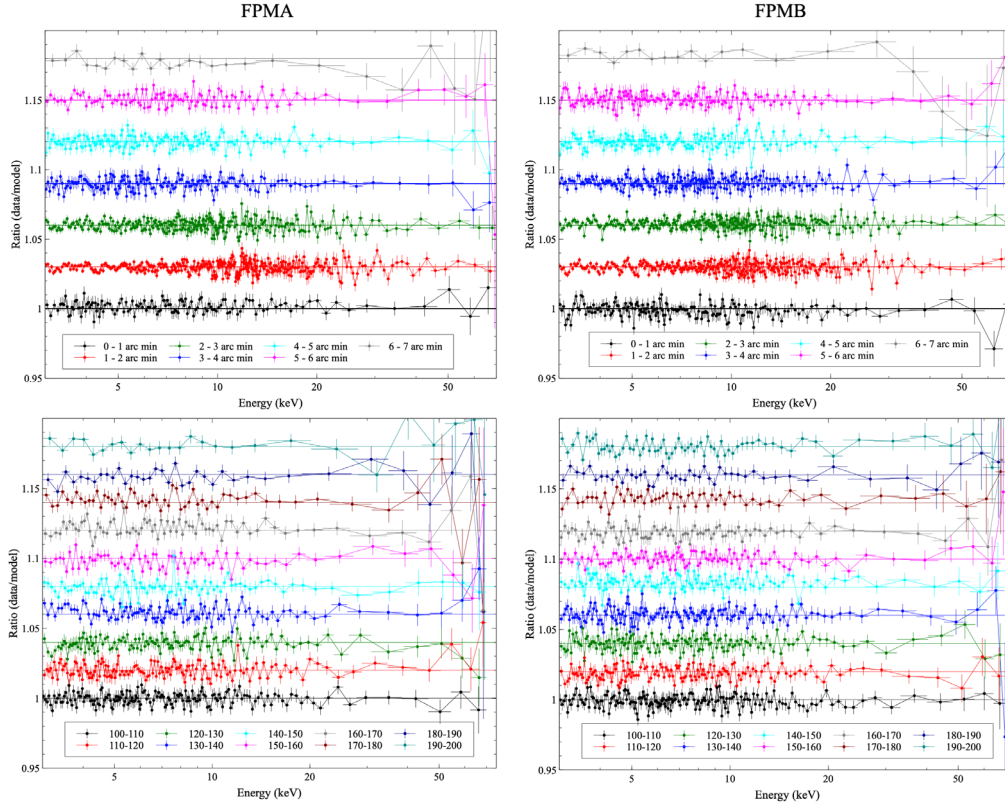 FPMA
FPMB
Ratio (data/model)
1.15
1.1
1.05
1
0.95
0 - 1 arc min
2 - 3 arc min
4 - 5 arc min
6 - 7 arc min
1 - 2 arc min
3 - 4 arc min
5 - 6 arc min
5
10
20
50
Energy (keV)
Ratio (data/model)
1.15
1.1
1.05
1
0.95
0 - 1 arc min
2 - 3 arc min
4 - 5 arc min
6 - 7 arc min
1 - 2 arc min
3 - 4 arc min
5 - 6 arc min
5
10
20
50
Energy (keV)
Ratio (data/model)
1.15
1.1
1.05
1
0.95
100-110
120-130
140-150
160-170
180-190
110-120
130-140
150-160
170-180
190-200
5
10
20
50
Energy (keV)
Ratio (data/model)
1.15
1.1
1.05
1
0.95
100-110
120-130
140-150
160-170
180-190
110-120
130-140
150-160
170-180
190-200
5
10
20
50
Energy (keV)